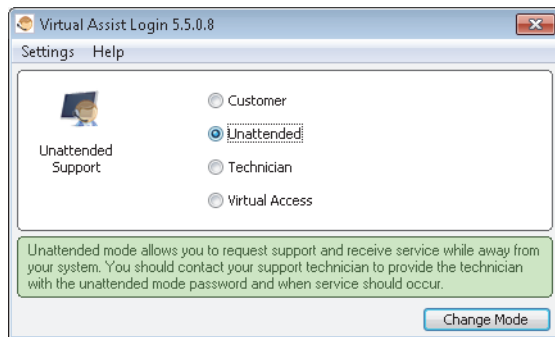 Virtual Assist Login 5.5.0.8
Settings Help
Customer
Unattended
Unattended
Support
Technician
Virtual Access
Unattended mode allows you to request support and receive service while away from
your system. You should contact your support technician to provide the technician
with the unattended mode password and when service should occur.
Change Mode